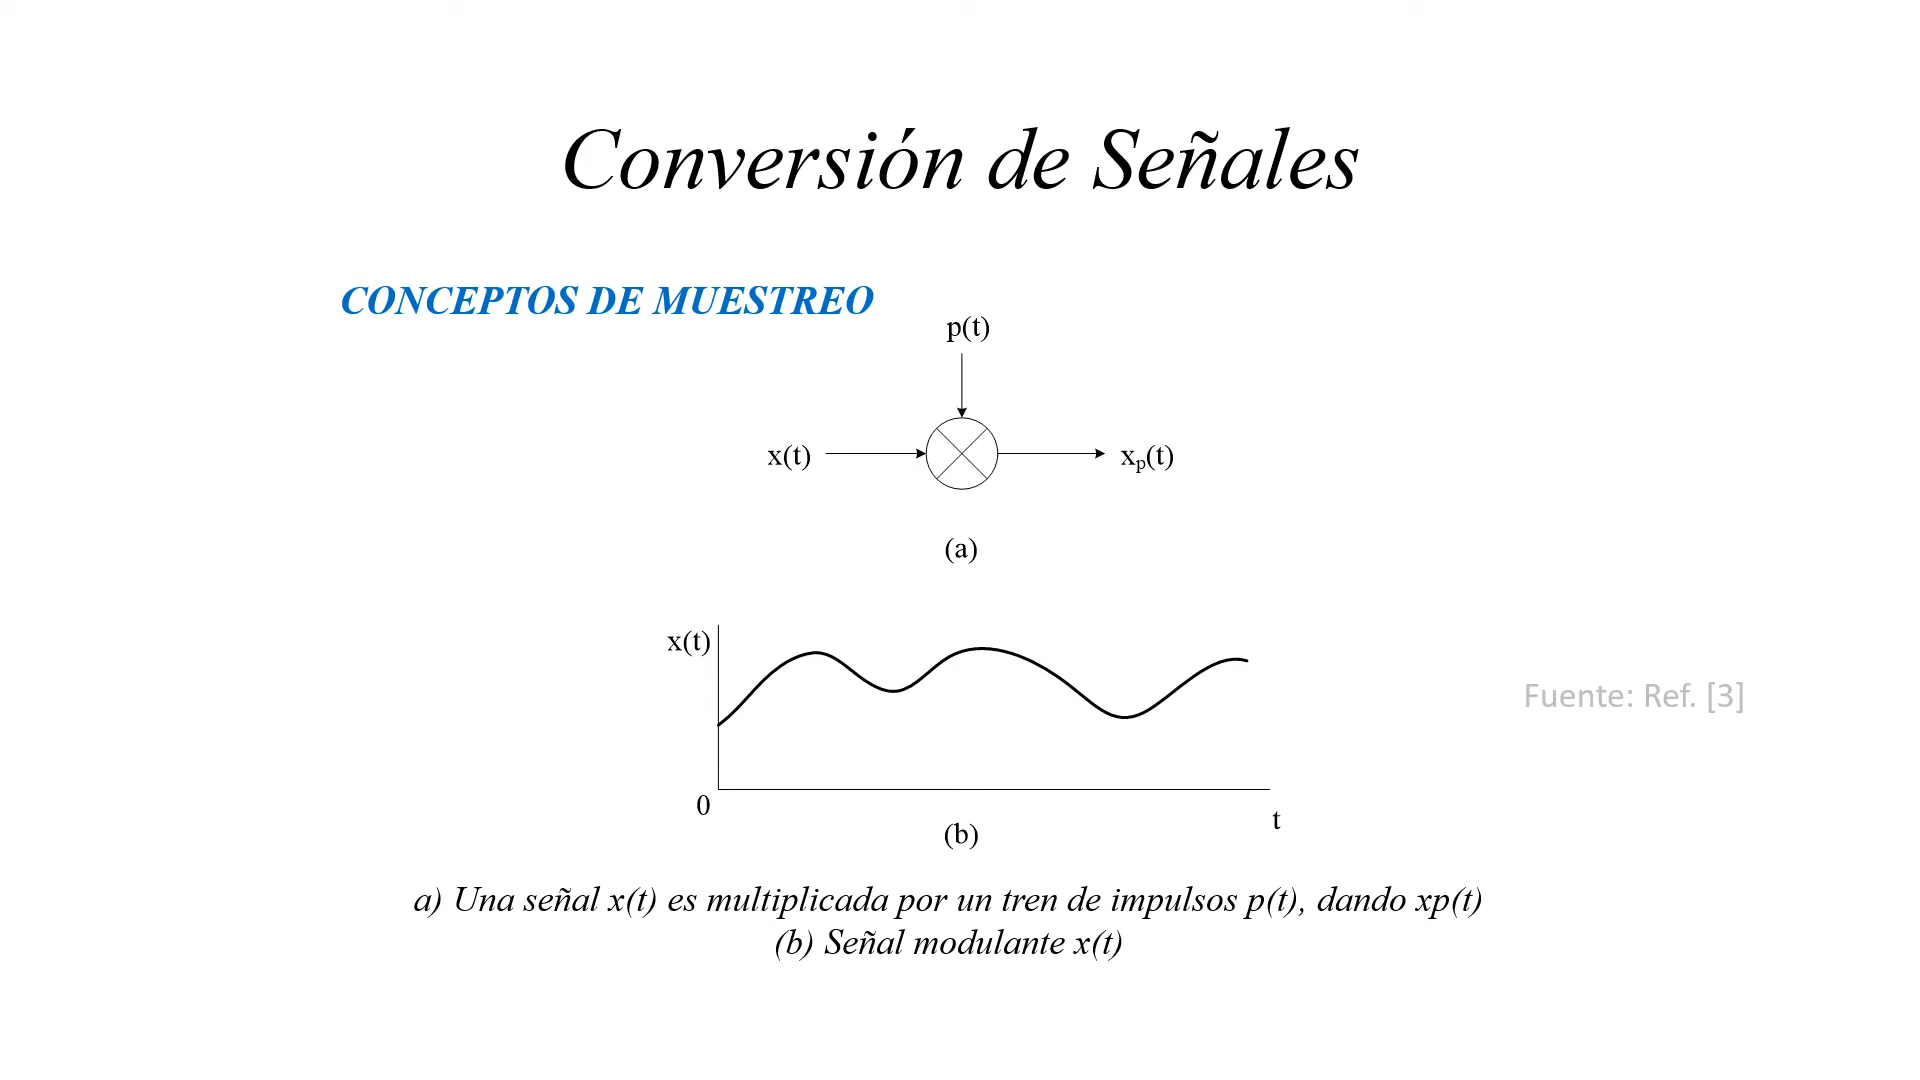 Conversión de Señales
CONCEPTOS DE MUESTREO
p(t)
x(t)
xp(t)
(a)
x(t)
Fuente: Ref. [3]
0
t
(b)
a) Una señal x(t) es multiplicada por un tren de impulsos p(t), dando xp(t)
(b) Señal modulante x(t)